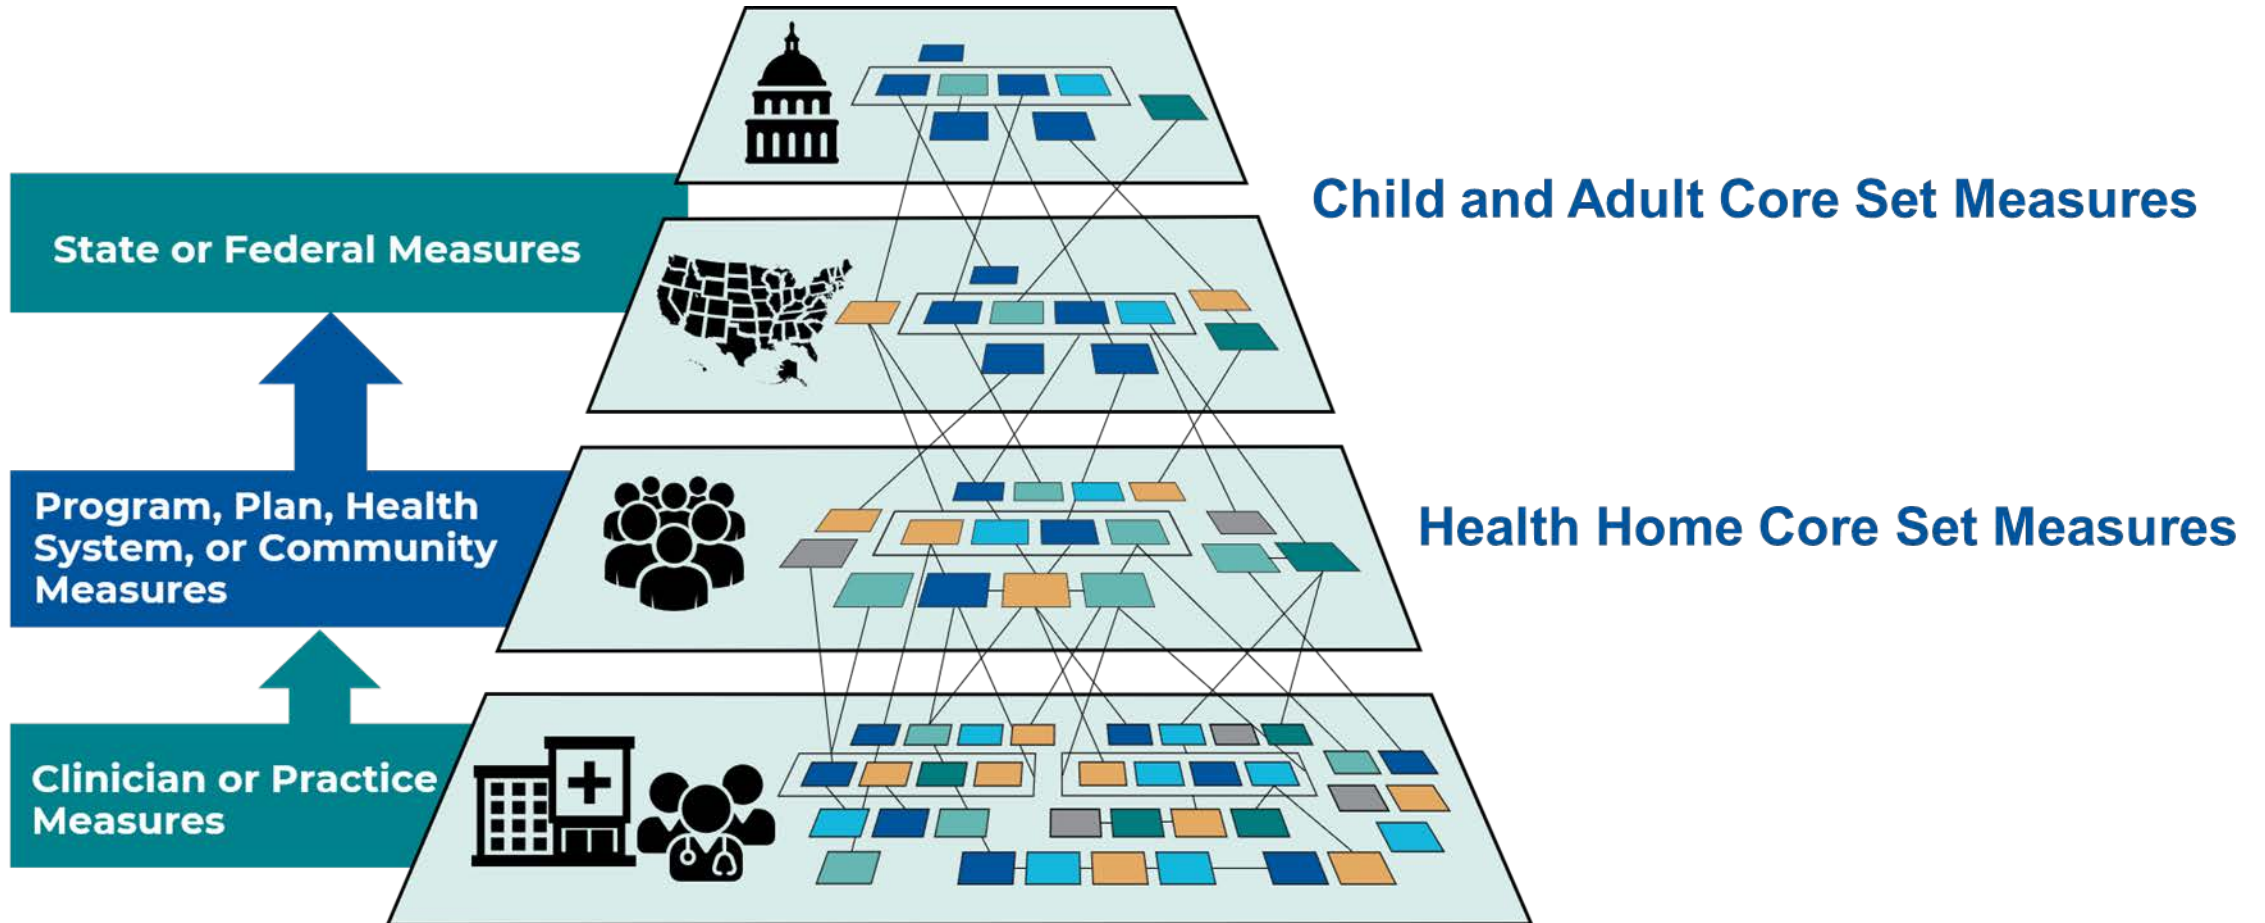 Child and Adult Core Set Measures
State or Federal Measures
Program, Plan, Health
System, or Community
Measures
Health Home Core Set Measures
Clinician or Practice
Measures